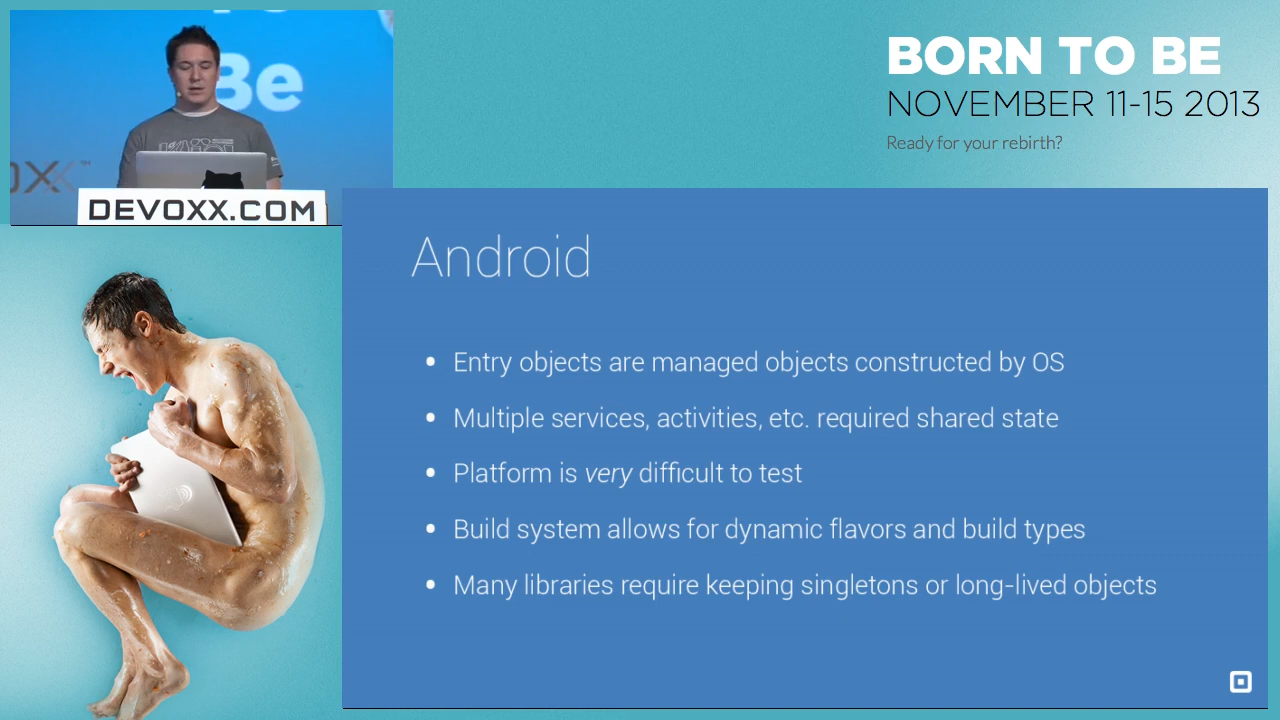 Be
DEVOXX.COM
BORN TO BE
NOVEMBER 11-15 2013
Ready for your rebirth?
Android
• Entry objects are managed objects constructed by OS
• Multiple services, activities, etc. required shared state
• Platform is very difficult to test
• Build system allows for dynamic flavors and build types
• Many libraries require keeping singletons or long-lived objects